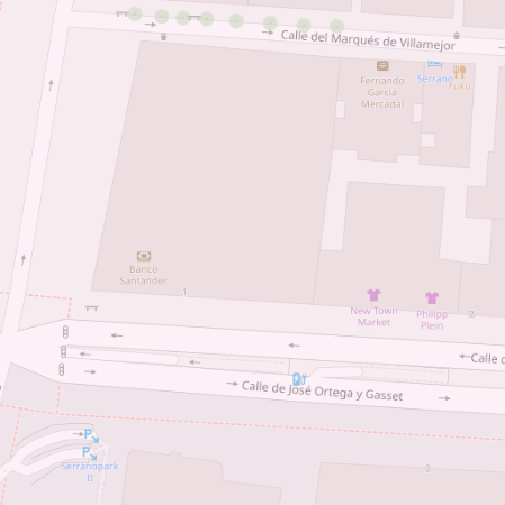 Calle del Marqués de Villamejor
Fernando
García
Mercadal
Serrano
Fuku
Banco
Santander
1
New Town
Market
Philipp
Plein
2
Calle d
Calle de José Ortega y Gasset
P
P
Serranopark
II
2